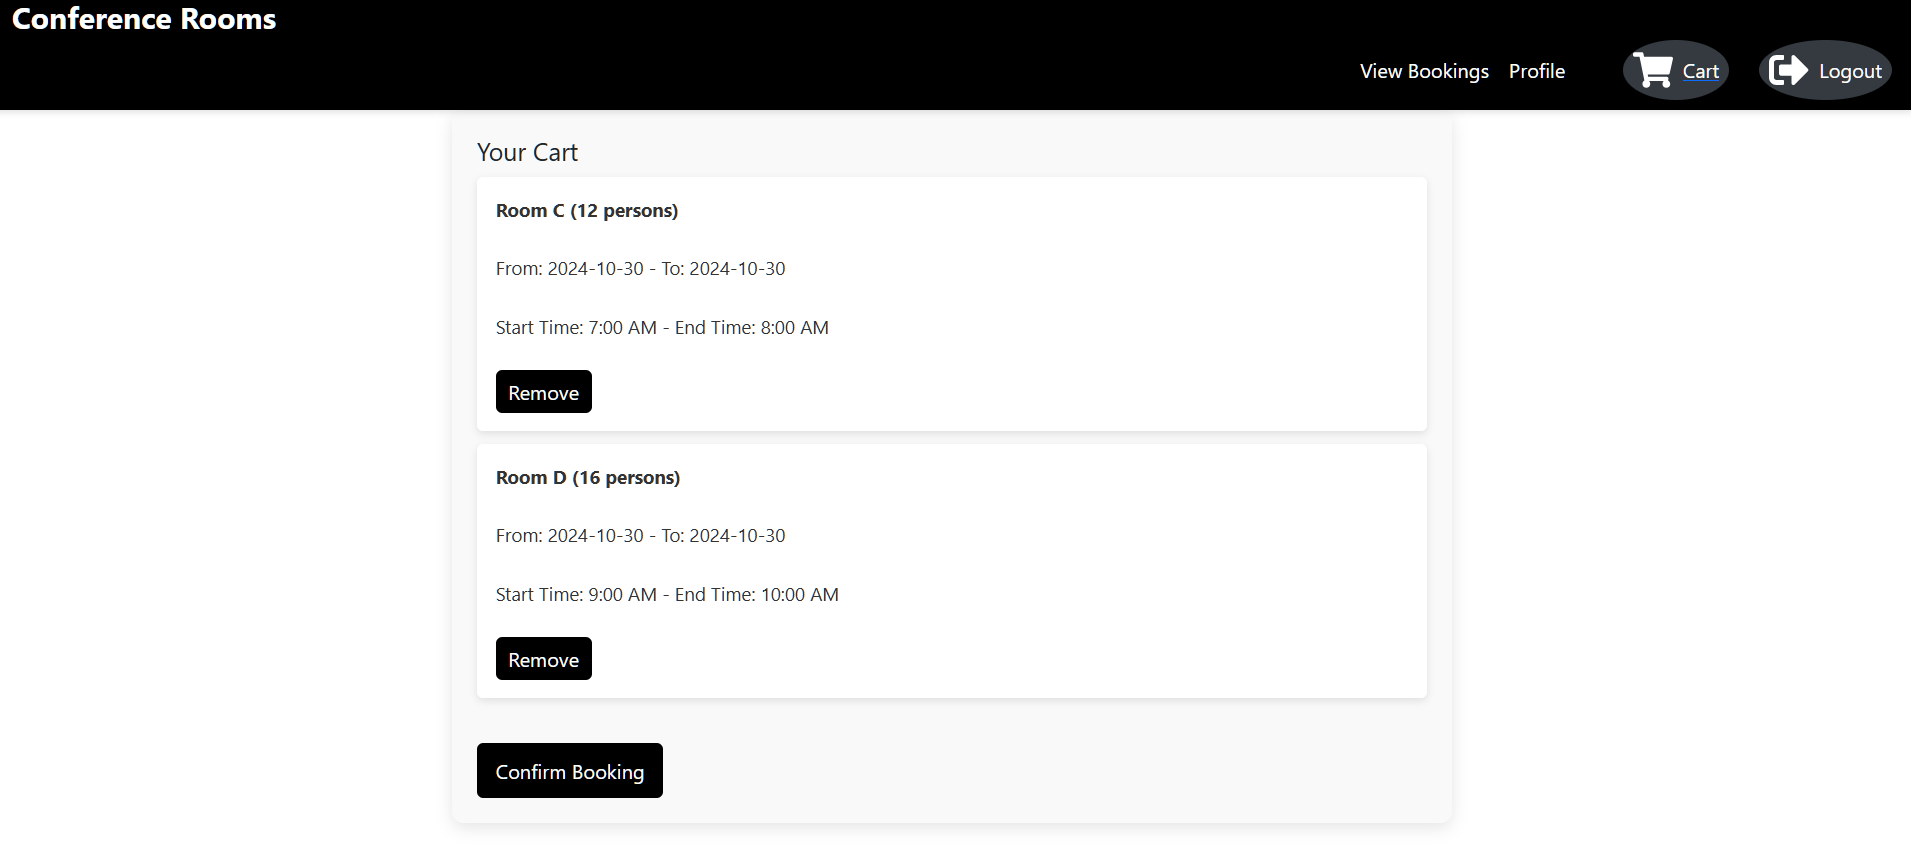 Conference Rooms
View Bookings Profile Cart Logout
Your Cart
Room C (12 persons)
From: 2024-10-30 - To: 2024-10-30
Start Time: 7:00 AM - End Time: 8:00 AM
Remove
Room D (16 persons)
From: 2024-10-30 - To: 2024-10-30
Start Time: 9:00 AM - End Time: 10:00 AM
Remove
Confirm Booking